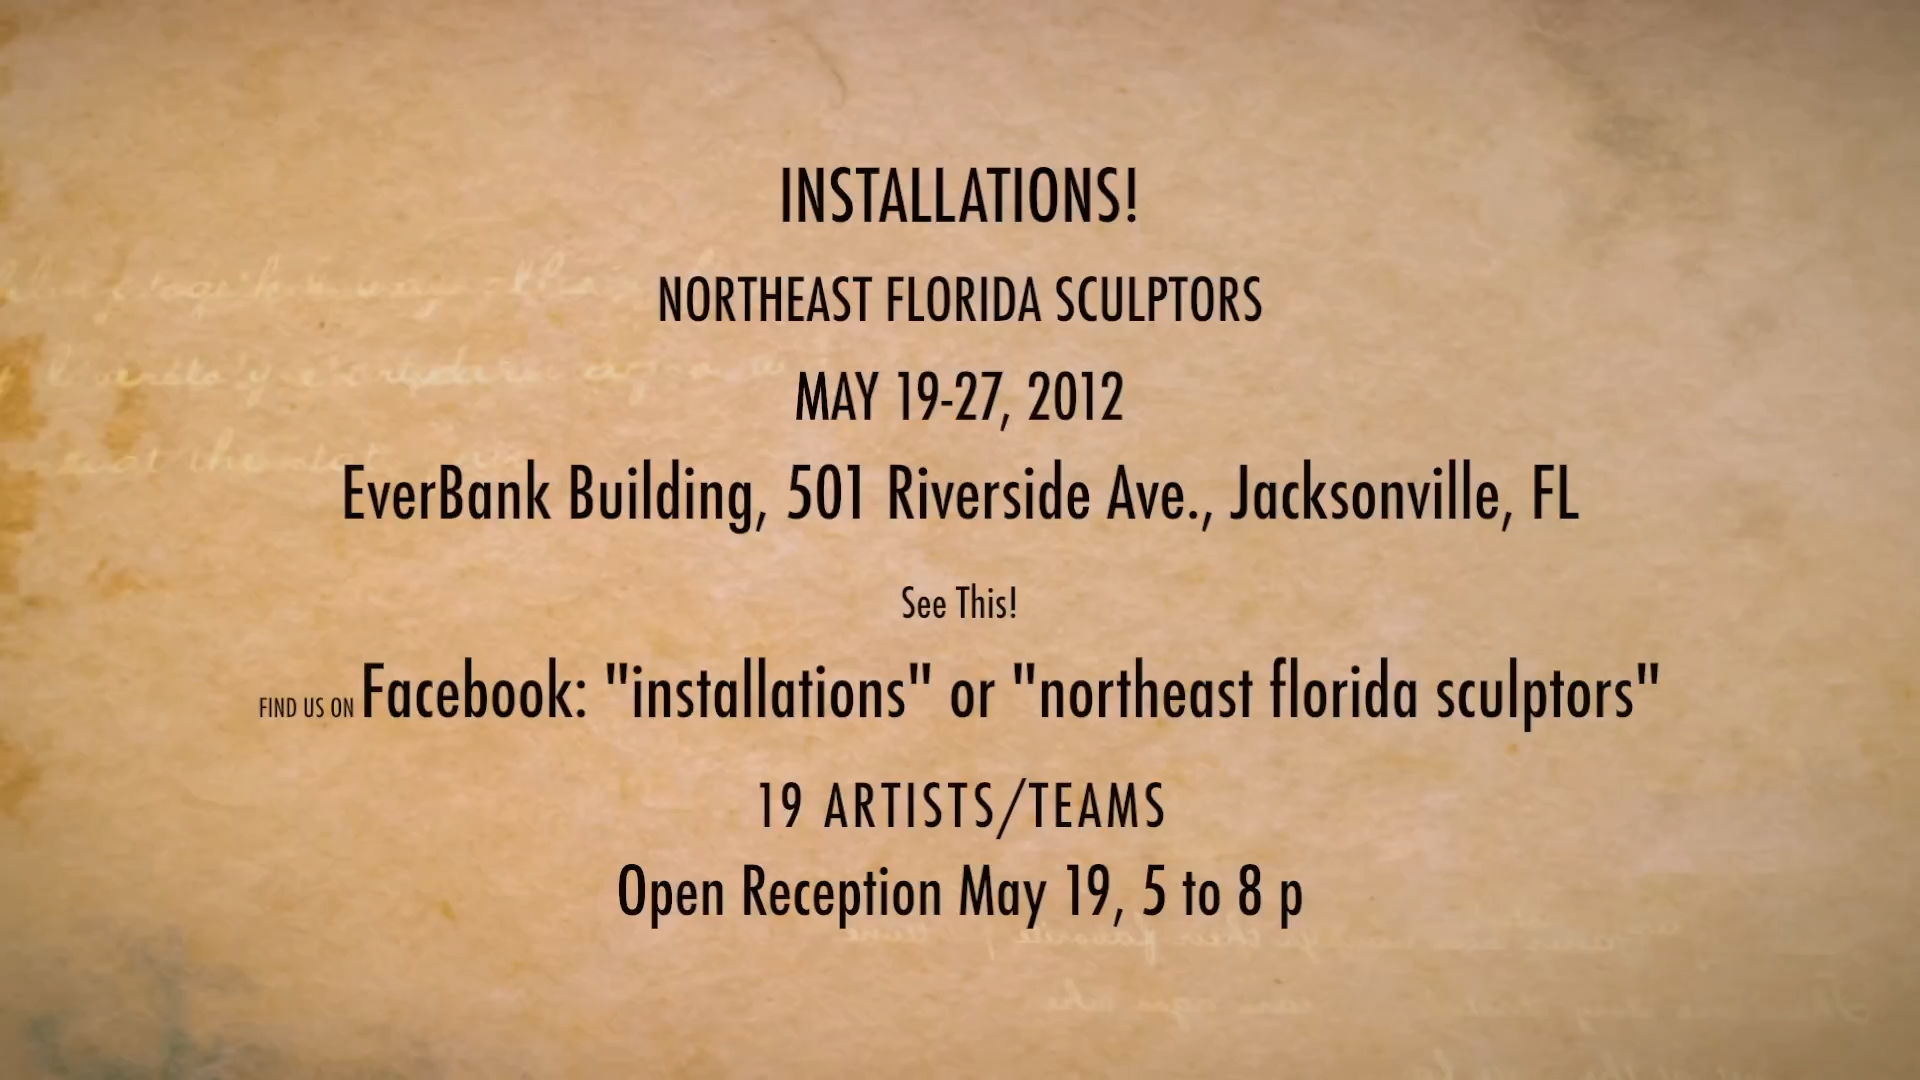 INSTALLATIONS!
NORTHEAST FLORIDA SCULPTORS
MAY 19-27, 2012
EverBank Building, 501 Riverside Ave., Jacksonville, FL
See This!
FIND US ON Facebook: "installations" or "northeast florida sculptors"
19 ARTISTS/TEAMS
Open Reception May 19, 5 to 8 p